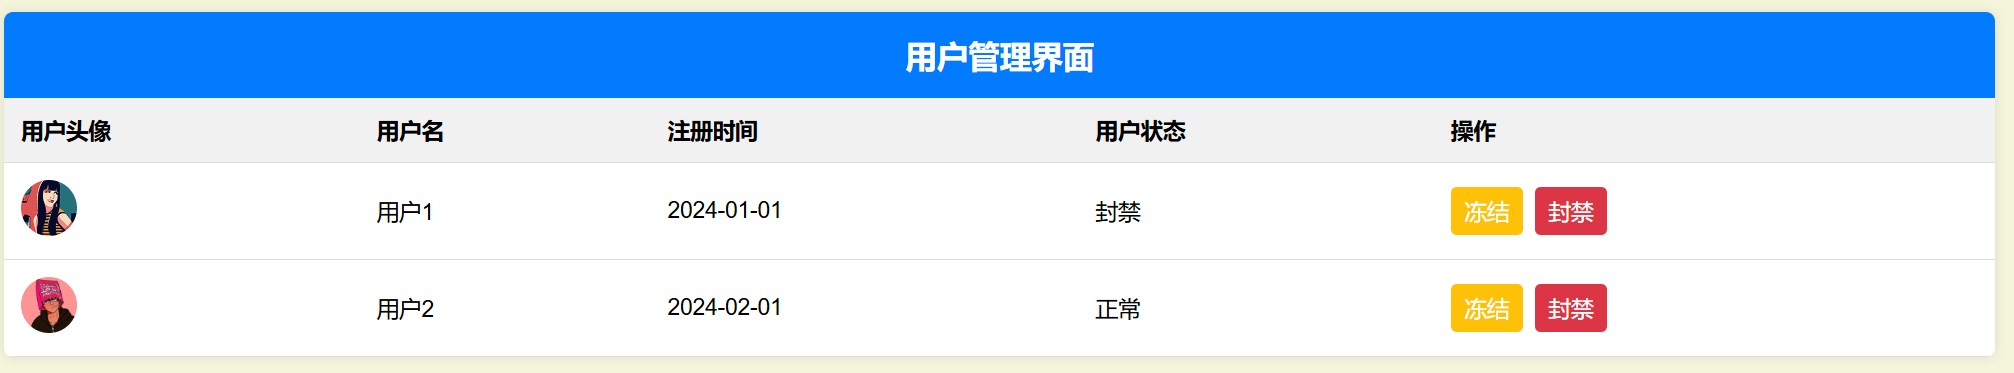 用户管理界面
用户头像 用户名 注册时间 用户状态 操作
用户1 2024-01-01 封禁 冻结 封禁
用户2 2024-02-01 正常 冻结 封禁